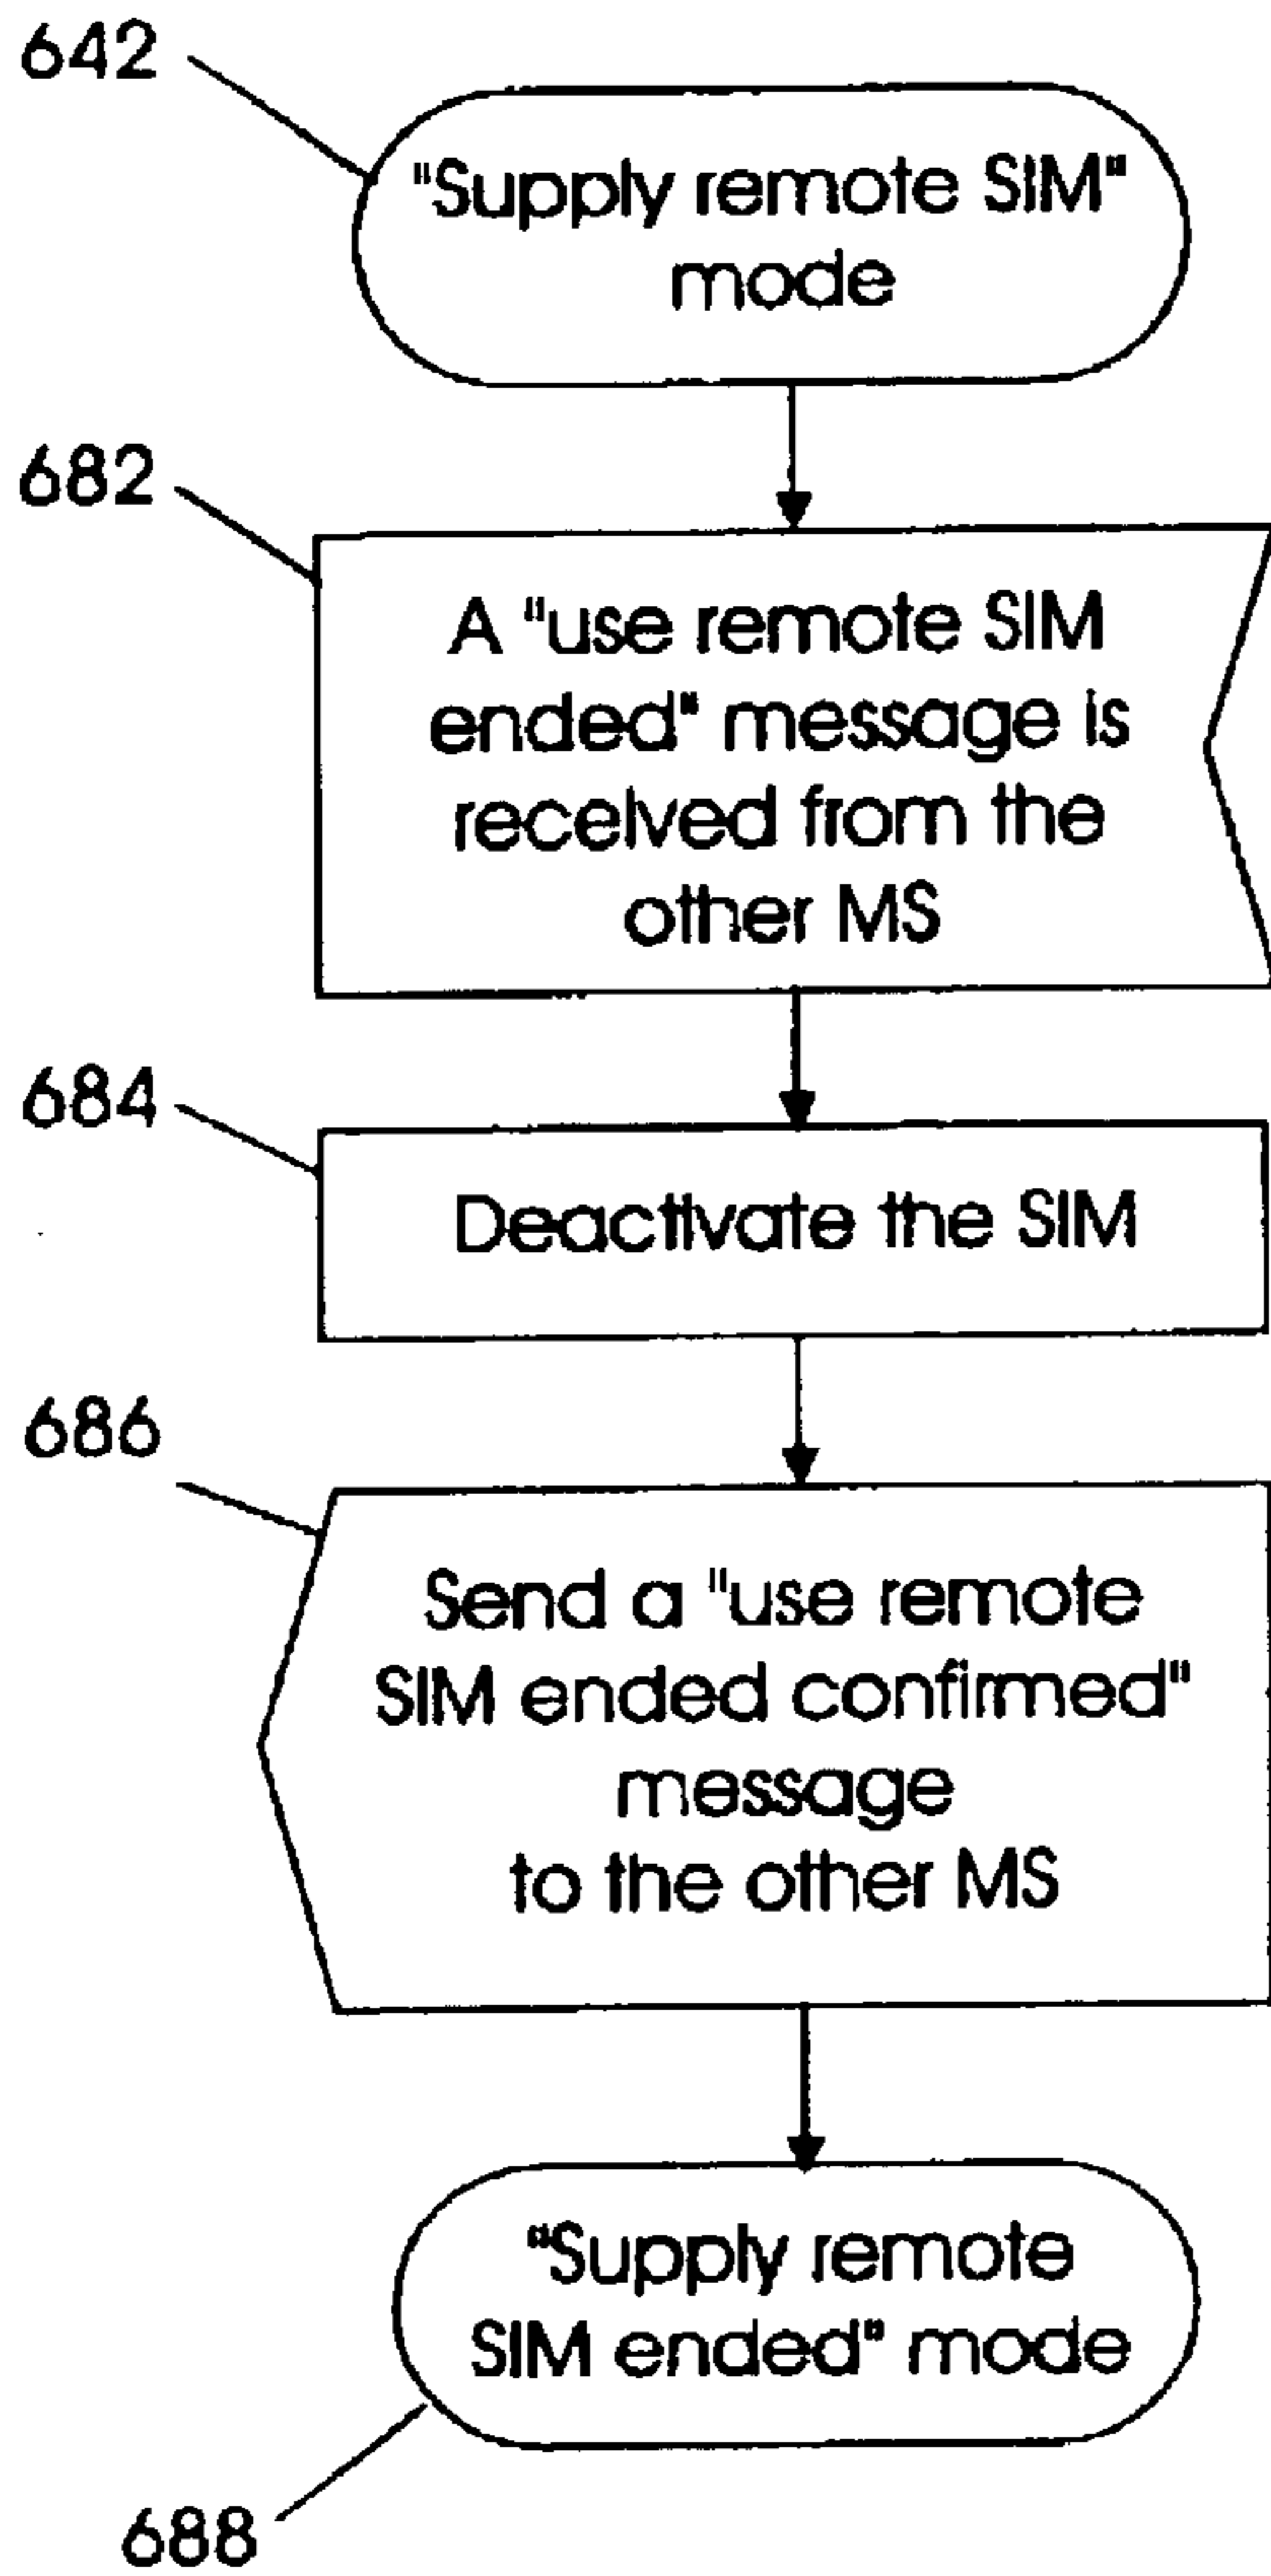 642
"Supply remote SIM"
mode
682
A "use remote SIM
ended" message is
received from the
other MS
684
Deactivate the SIM
686
Send a "use remote
SIM ended confirmed"
message
to the other MS
"Supply remote
SIM ended" mode
688